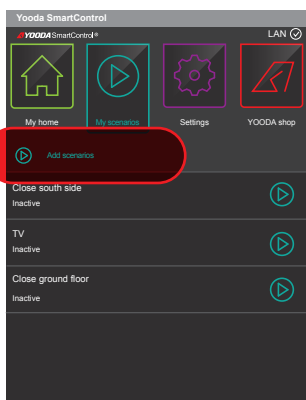 Yooda SmartControl
YOODA SmartControl® LAN
My home My scenarios Settings YOODA shop
Add scenarios
Close south side
Inactive
TV
Inactive
Close ground floor
Inactive